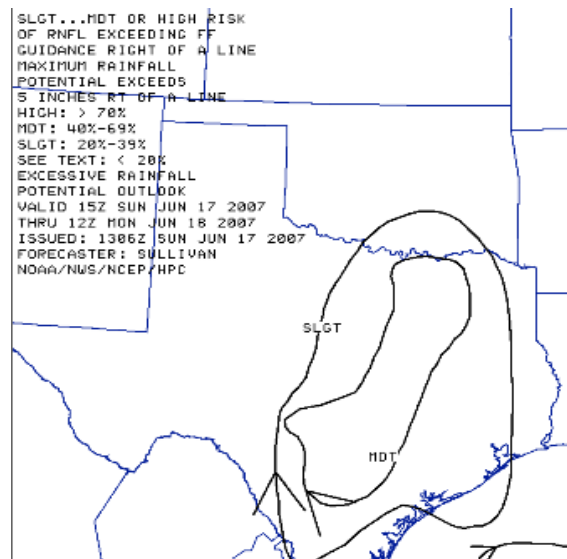 SLGT...MDT OR HIGH RISK
OF RNFL EXCEEDING FF
GUIDANCE RIGHT OF A LINE
MAXIMUM RAINFALL
POTENTIAL EXCEEDS
5 INCHES RT OF A LINE
HIGH: > 70%
MDT: 40%-69%
SLGT: 20%-39%
SEE TEXT: < 20%
EXCESSIVE RAINFALL
POTENTIAL OUTLOOK
VALID 15Z SUN JUN 17 2007
THRU 12Z MON JUN 18 2007
ISSUED: 1306Z SUN JUN 17 2007
FORECASTER: SULLIVAN
NOAA/NWS/NCEP/HPC
SLGT
MDT